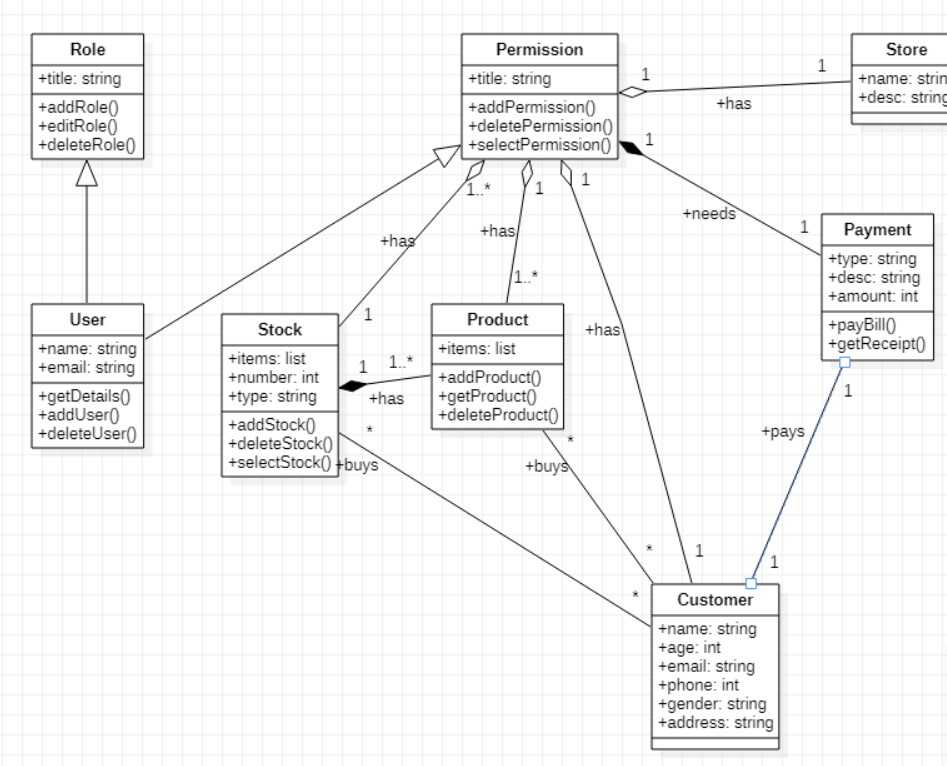 Role
+title: string
+addRole()
+editRole()
+deleteRole()
Permission
+title: string
+addPermission()
+deletePermission()
+selectPermission()
1
1
+has
Store
+name: strin
+desc: string
1
+needs
1
1..*
1
1
+has
+has
1..*
1
+has
Payment
+type: string
+desc: string
+amount: int
+payBill()
+getReceipt()
User
+name: string
+email: string
+getDetails()
+addUser()
+deleteUser()
Stock
+items: list
+number: int
+type: string
+addStock()
+deleteStock()
+selectStock()
1
1..*
+has
Product
+items: list
+addProduct()
+getProduct()
+deleteProduct()
*
+buys
*
+buys
1
+pays
*
1
1
*
Customer
+name: string
+age: int
+email: string
+phone: int
+gender: string
+address: string